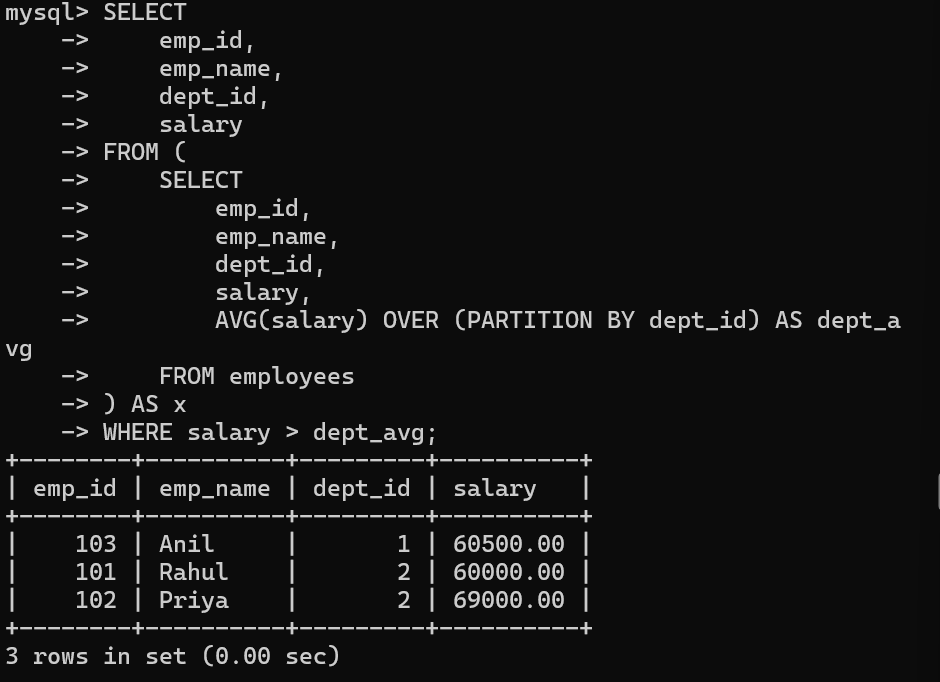 mysql> SELECT
    ->     emp_id,
    ->     emp_name,
    ->     dept_id,
    ->     salary
    -> FROM (
    ->     SELECT
    ->         emp_id,
    ->         emp_name,
    ->         dept_id,
    ->         salary,
    ->         AVG(salary) OVER (PARTITION BY dept_id) AS dept_a
vg
    ->     FROM employees
    -> ) AS x
    -> WHERE salary > dept_avg;
+--------+----------+---------+----------+
| emp_id | emp_name | dept_id | salary   |
+--------+----------+---------+----------+
|    103 | Anil     |       1 | 60500.00 |
|    101 | Rahul    |       2 | 60000.00 |
|    102 | Priya    |       2 | 69000.00 |
+--------+----------+---------+----------+
3 rows in set (0.00 sec)